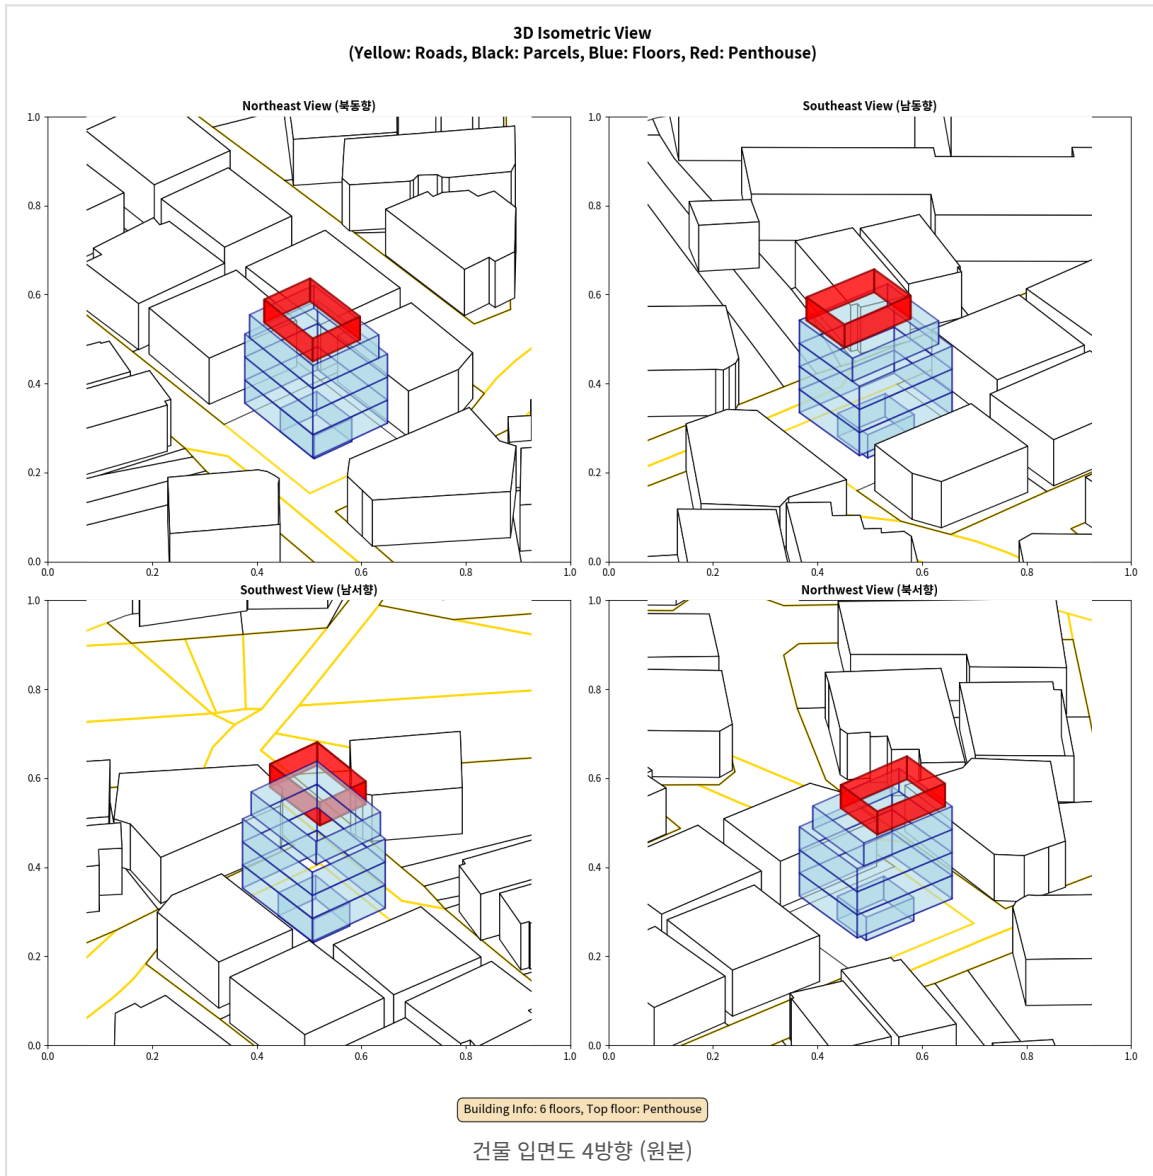 3D Isometric View
(Yellow: Roads, Black: Parcels, Blue: Floors, Red: Penthouse)
Northeast View (북동향)
1.0
0.8
0.6
0.4
0.2
0.0
0.0 0.2 0.4 0.6 0.8 1.0
Southeast View (남동향)
1.0
0.8
0.6
0.4
0.2
0.0
0.0 0.2 0.4 0.6 0.8 1.0
Southwest View (남서향)
1.0
0.8
0.6
0.4
0.2
0.0
0.0 0.2 0.4 0.6 0.8 1.0
Northwest View (북서향)
1.0
0.8
0.6
0.4
0.2
0.0
0.0 0.2 0.4 0.6 0.8 1.0
Building Info: 6 floors, Top floor: Penthouse
건물 입면도 4방향 (원본)